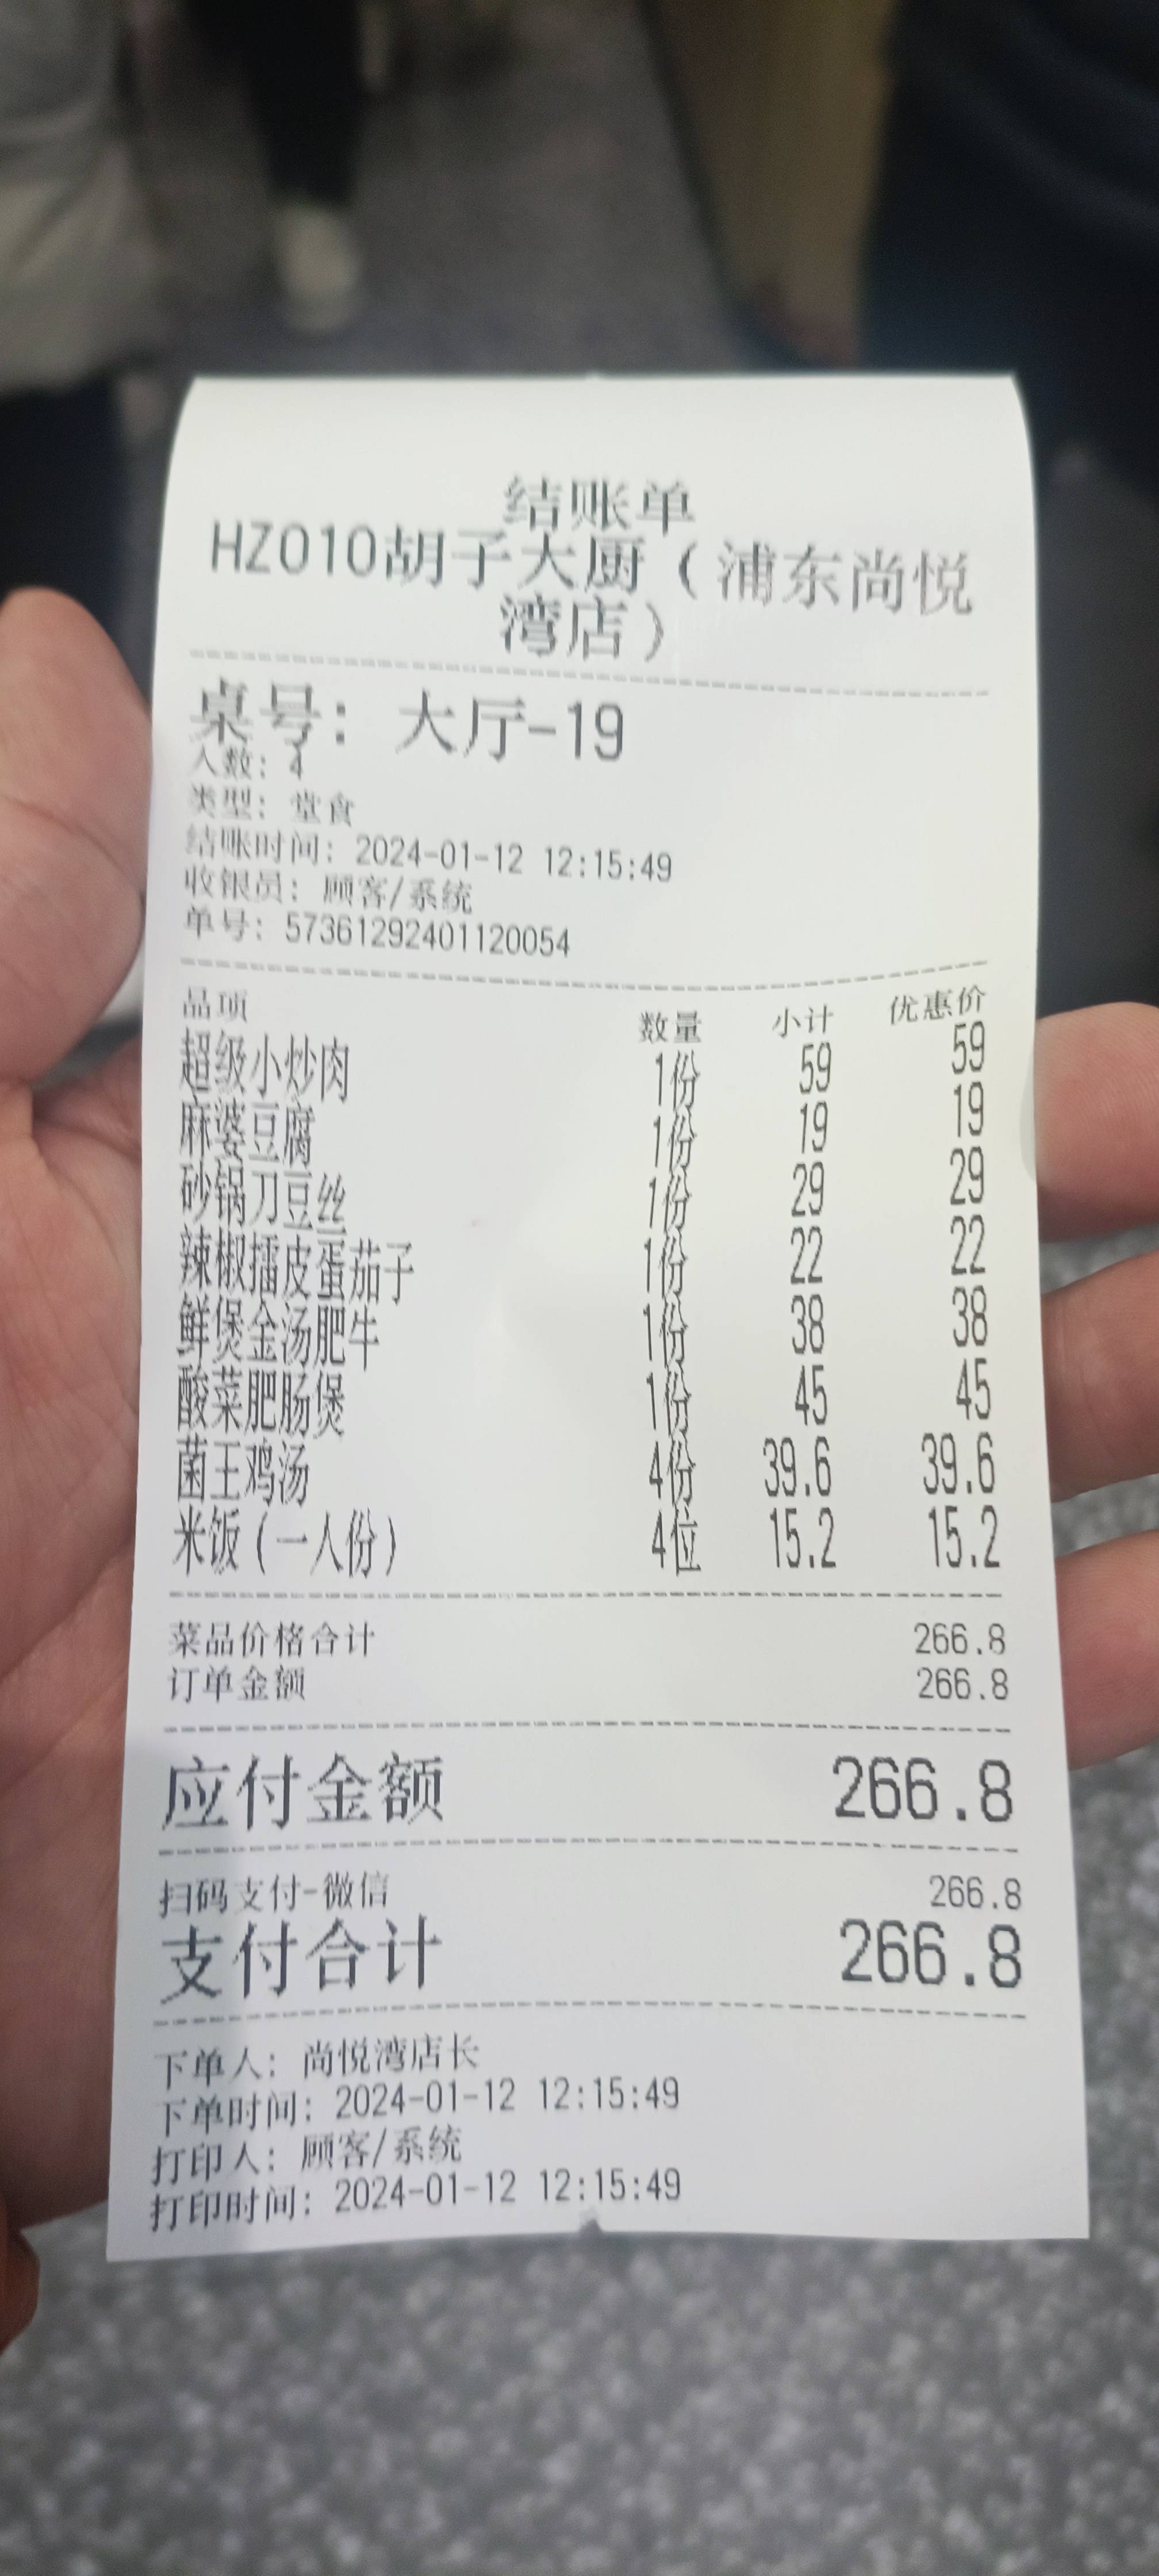 结账单
HZ010胡子大厨（浦东尚悦
湾店）
桌号：大厅-19
人数：4
类型：堂食
结账时间：2024-01-12 12:15:49
收银员：顾客/系统
单号：57361292401120054
品项 数量 小计 优惠价
超级小炒肉 1份 59 59
麻婆豆腐 1份 19 19
砂锅刀豆丝 1份 29 29
辣椒擂皮蛋茄子 1份 22 22
鲜煲金汤肥牛 1份 38 38
酸菜肥肠煲 1份 45 45
菌王鸡汤 4份 39.6 39.6
米饭（一人份） 4位 15.2 15.2
菜品价格合计 266.8
订单金额 266.8
应付金额 266.8
扫码支付-微信 266.8
支付合计 266.8
下单人：尚悦湾店长
下单时间：2024-01-12 12:15:49
打印人：顾客/系统
打印时间：2024-01-12 12:15:49